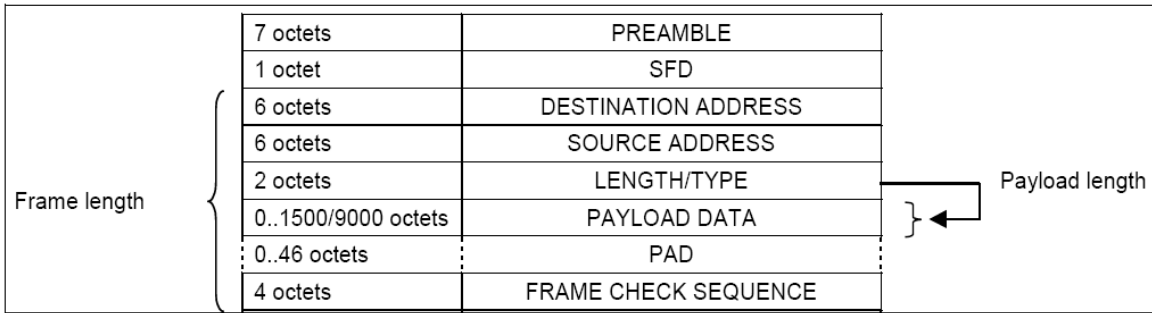 7 octets PREAMBLE
1 octet SFD
6 octets DESTINATION ADDRESS
6 octets SOURCE ADDRESS
2 octets LENGTH/TYPE Payload length
Frame length
0..1500/9000 octets PAYLOAD DATA
0..46 octets PAD
4 octets FRAME CHECK SEQUENCE